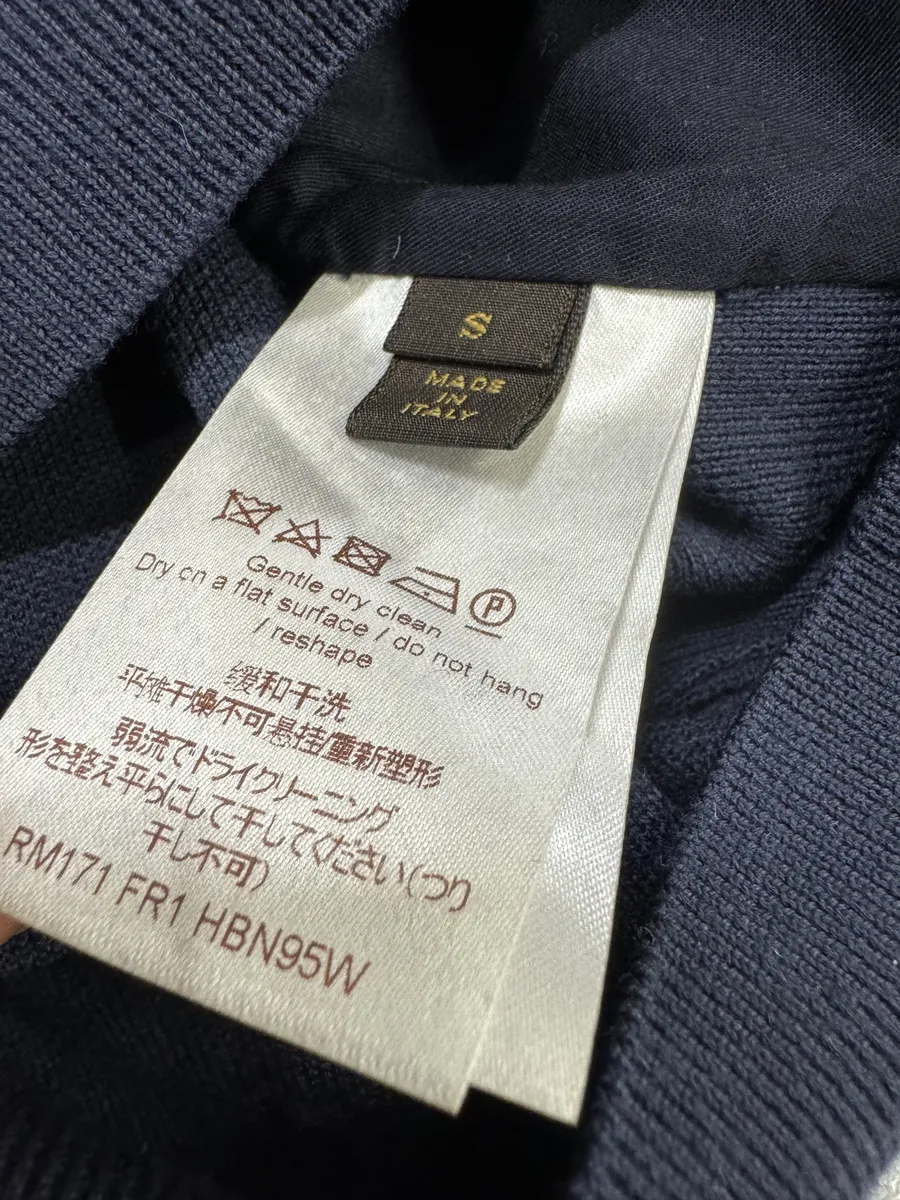 S
MADE
IN
ITALY
P
Gentle dry clean
Dry on a flat surface / do not hang
/ reshape
缓和干洗
平摊干燥/不可悬挂重新塑形
弱流でドライクリーニング
形を整え平らにして干してください(つり
干し不可)
RM171 FR1 HBN95W